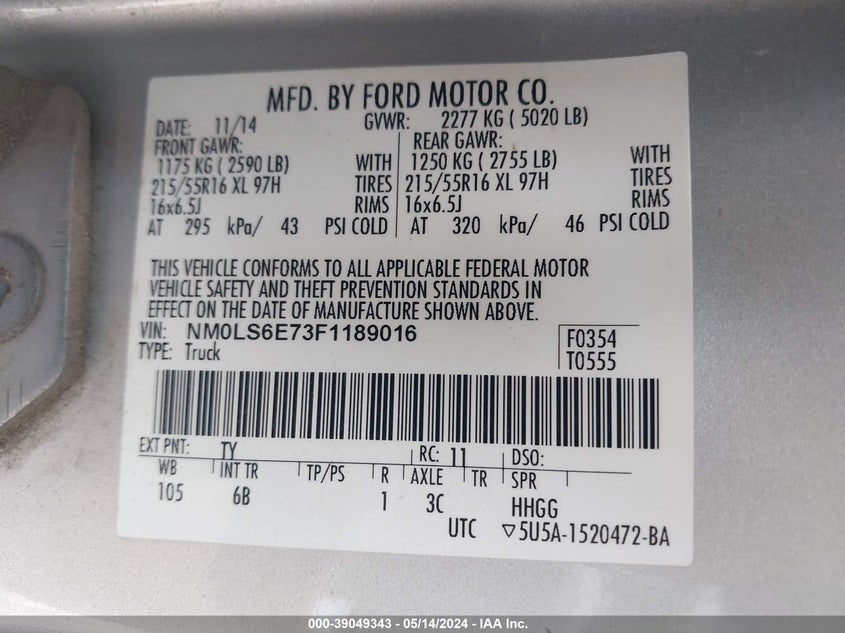 MFD. BY FORD MOTOR CO.
DATE: 11/14 GVWR: 2277 KG ( 5020 LB)
FRONT GAWR: REAR GAWR:
1175 KG ( 2590 LB) WITH 1250 KG ( 2755 LB) WITH
215/55R16 XL 97H TIRES 215/55R16 XL 97H TIRES
16x6.5J RIMS 16x6.5J RIMS
AT 295 kPa/ 43 PSI COLD AT 320 kPa/ 46 PSI COLD
THIS VEHICLE CONFORMS TO ALL APPLICABLE FEDERAL MOTOR
VEHICLE SAFETY AND THEFT PREVENTION STANDARDS IN
EFFECT ON THE DATE OF MANUFACTURE SHOWN ABOVE.
VIN: NM0LS6E73F1189016 F0354
TYPE: Truck T0555
EXT PNT: TY RC: 11 DSO:
WB INT TR TP/PS R AXLE TR SPR
105 6B 1 3C HHGG
UTC ▽5U5A-1520472-BA
000-39049343 / 05/14/2024 - IAA Inc.